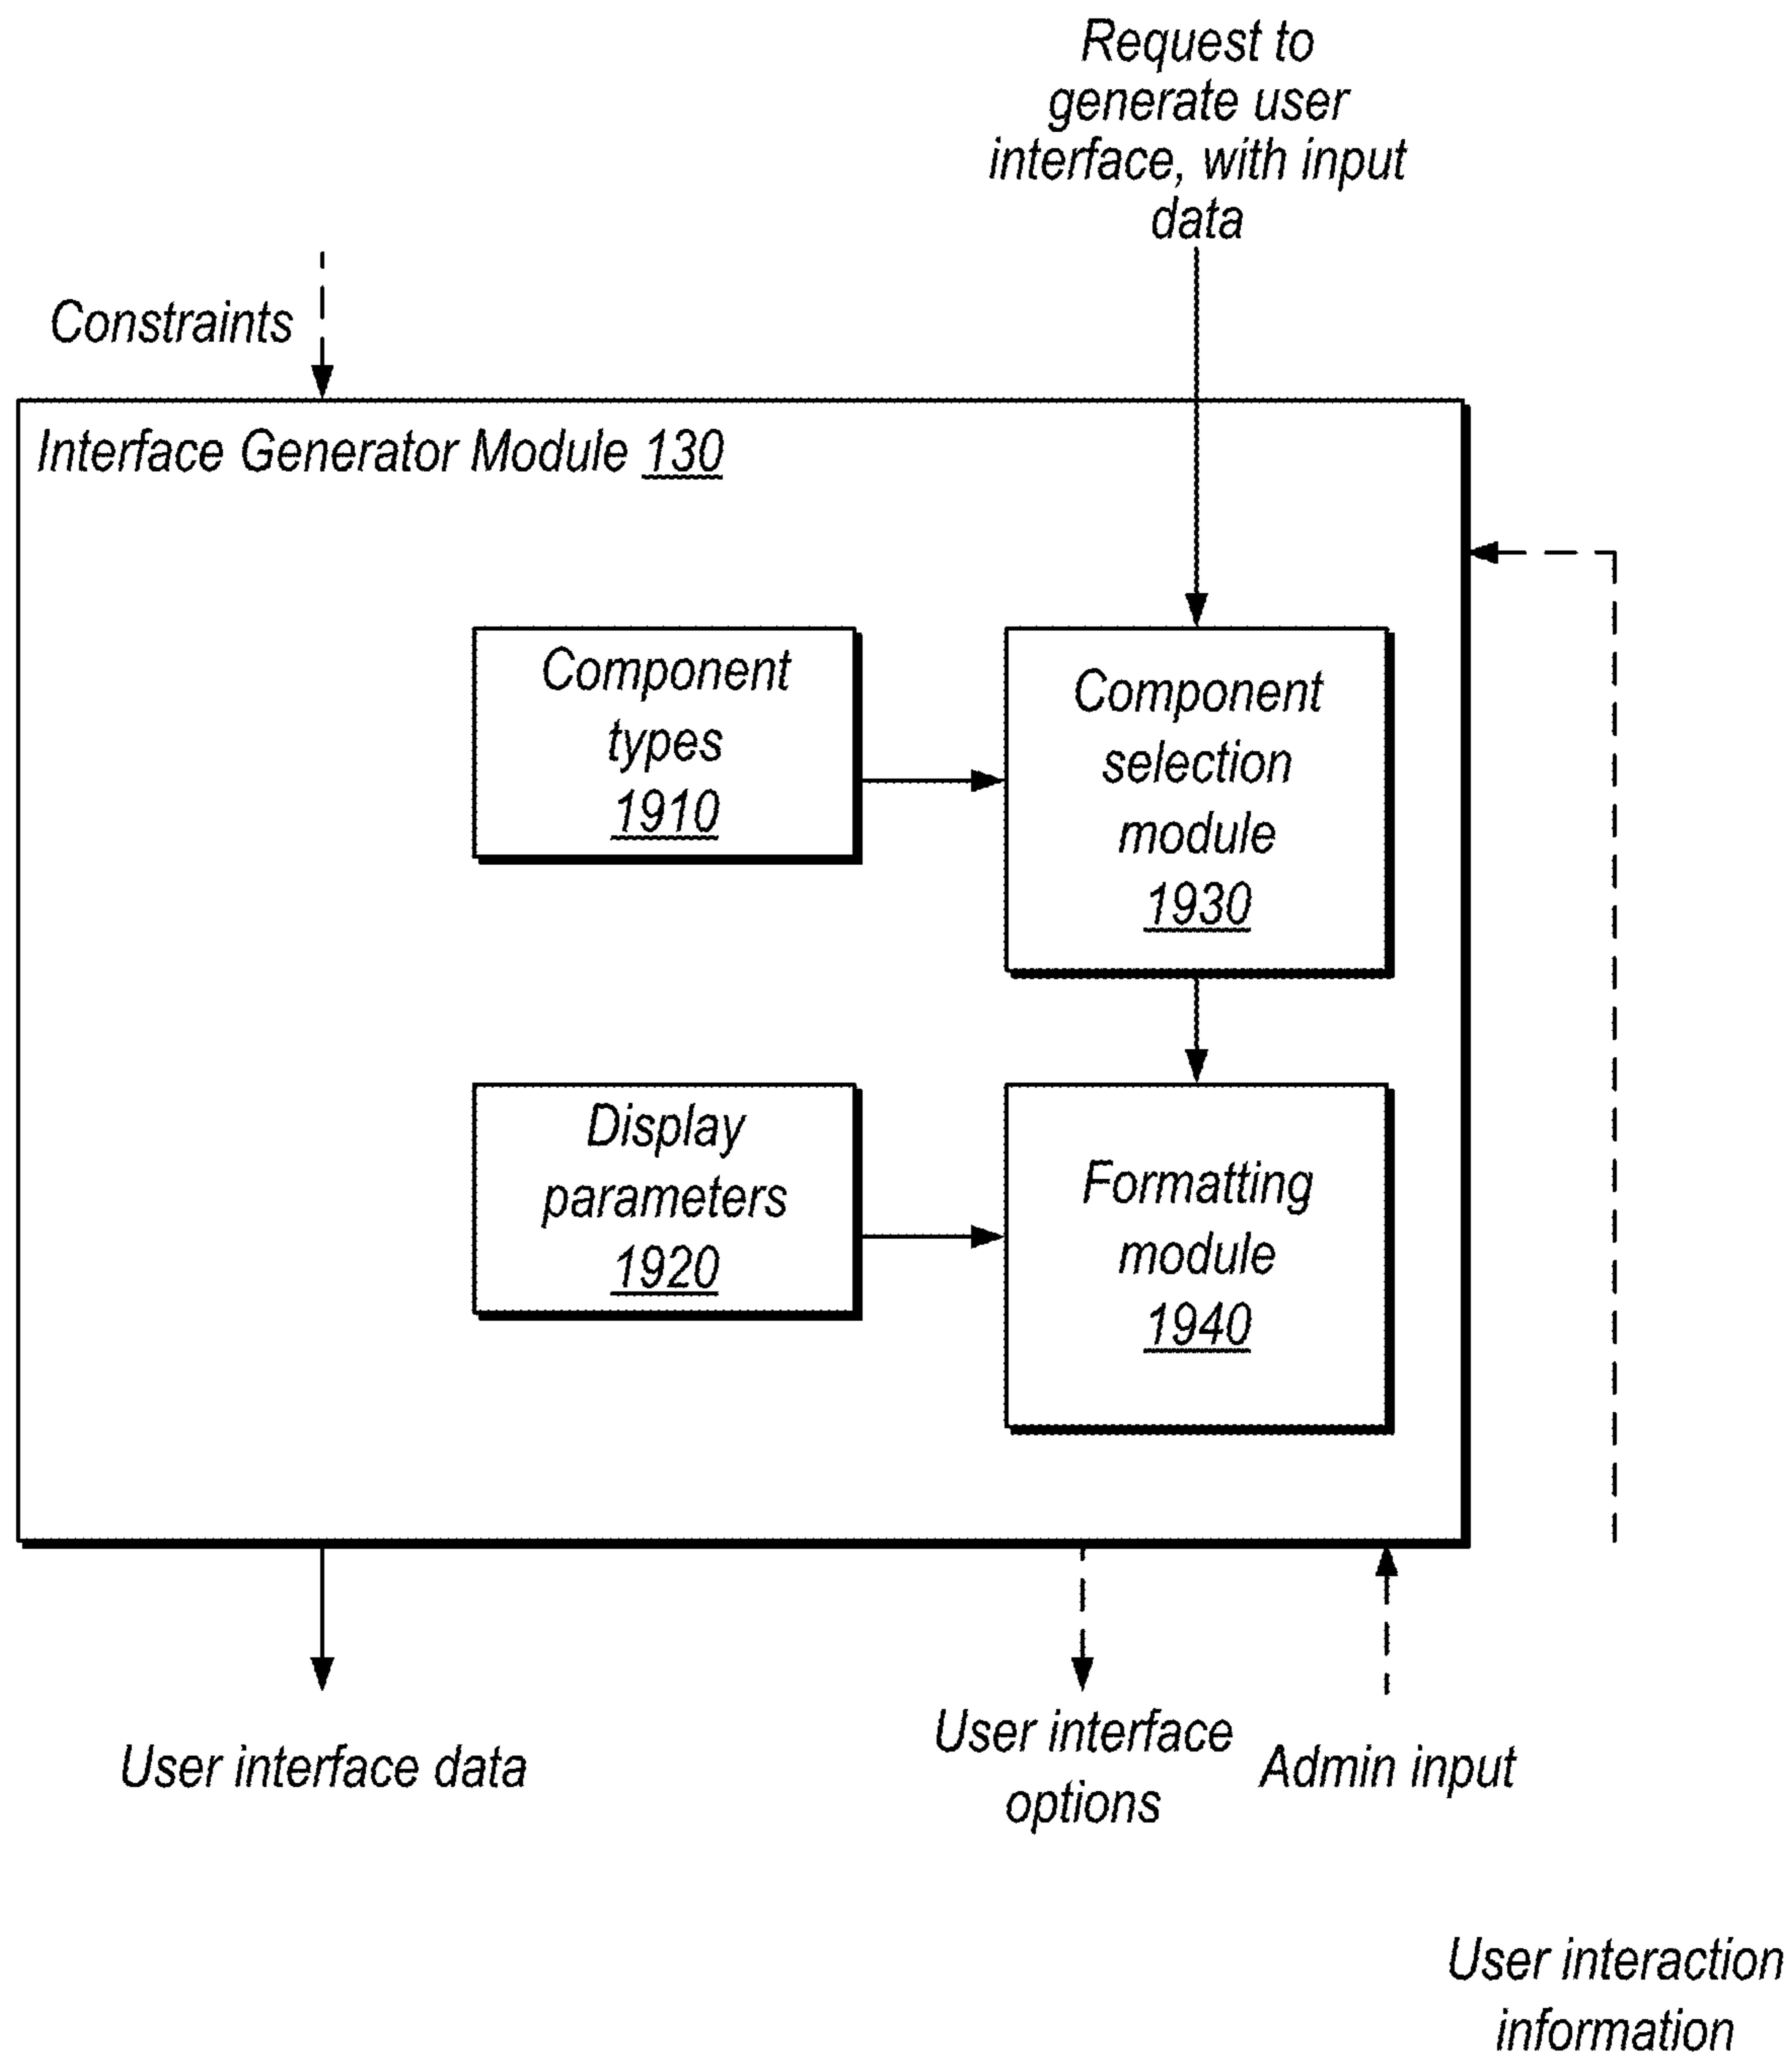 Request to
generate user
interface, with input
data
Constraints
Interface Generator Module 130
Component
types
1910
Component
selection
module
1930
Display
parameters
1920
Formatting
module
1940
User interface data
User interface
options
Admin input
User interaction
information